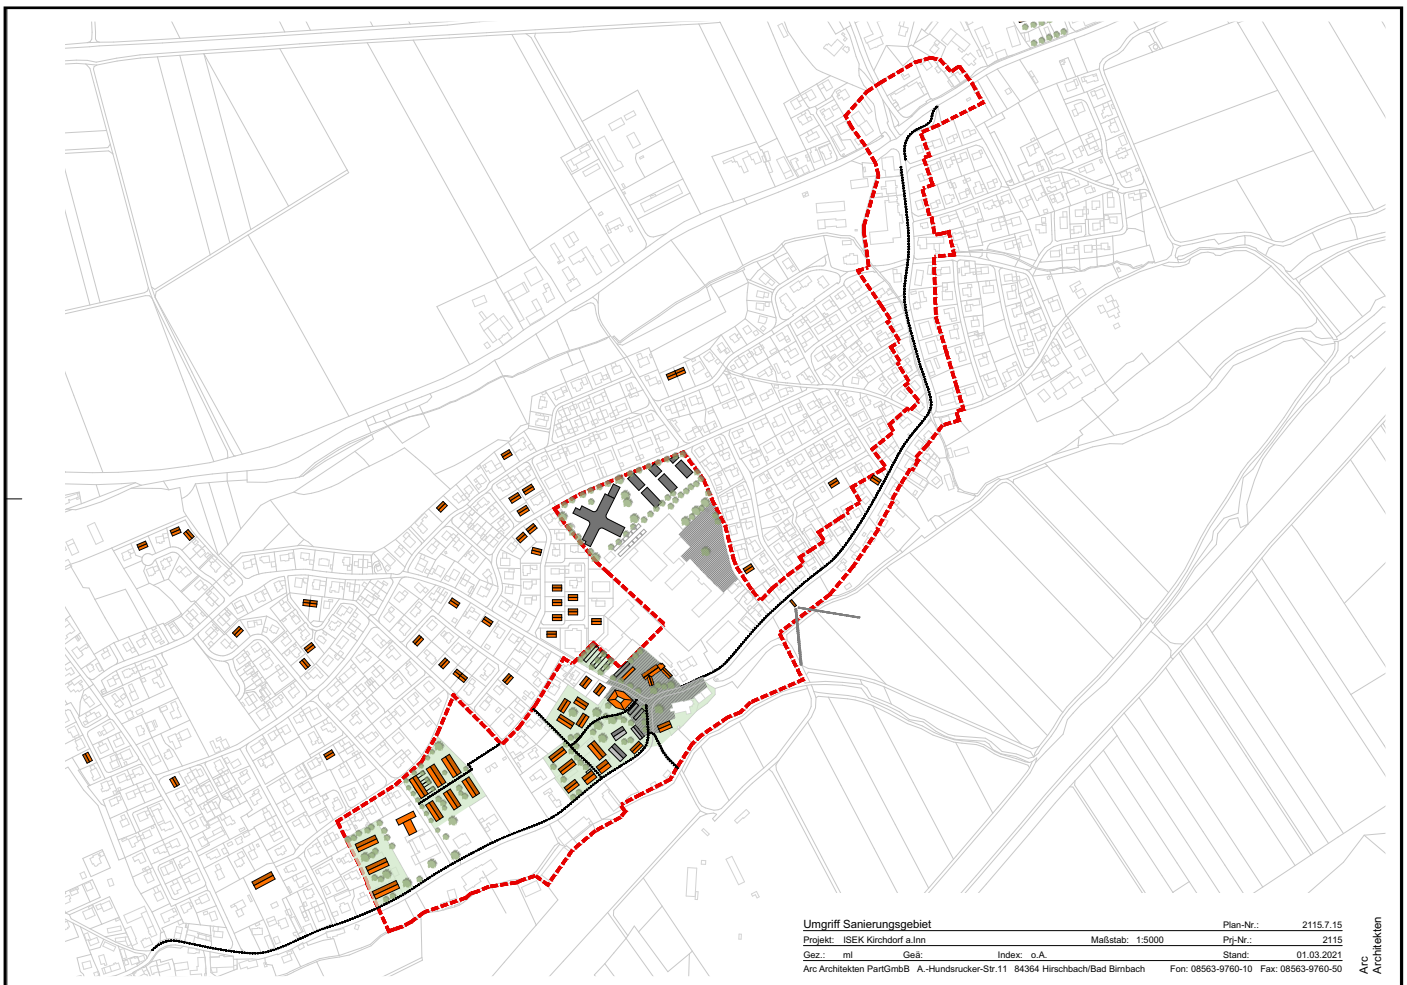 Umgriff Sanierungsgebiet Plan-Nr.: 2115.7.15
Projekt: ISEK Kirchdorf a.Inn Maßstab: 1:5000 Prj-Nr.: 2115
Gez.: ml Geä: Index: o.A. Stand: 01.03.2021
Arc Architekten PartGmbB A.-Hundsrucker-Str.11 84364 Hirschbach/Bad Birnbach Fon: 08563-9760-10 Fax: 08563-9760-50
Arc
Architekten